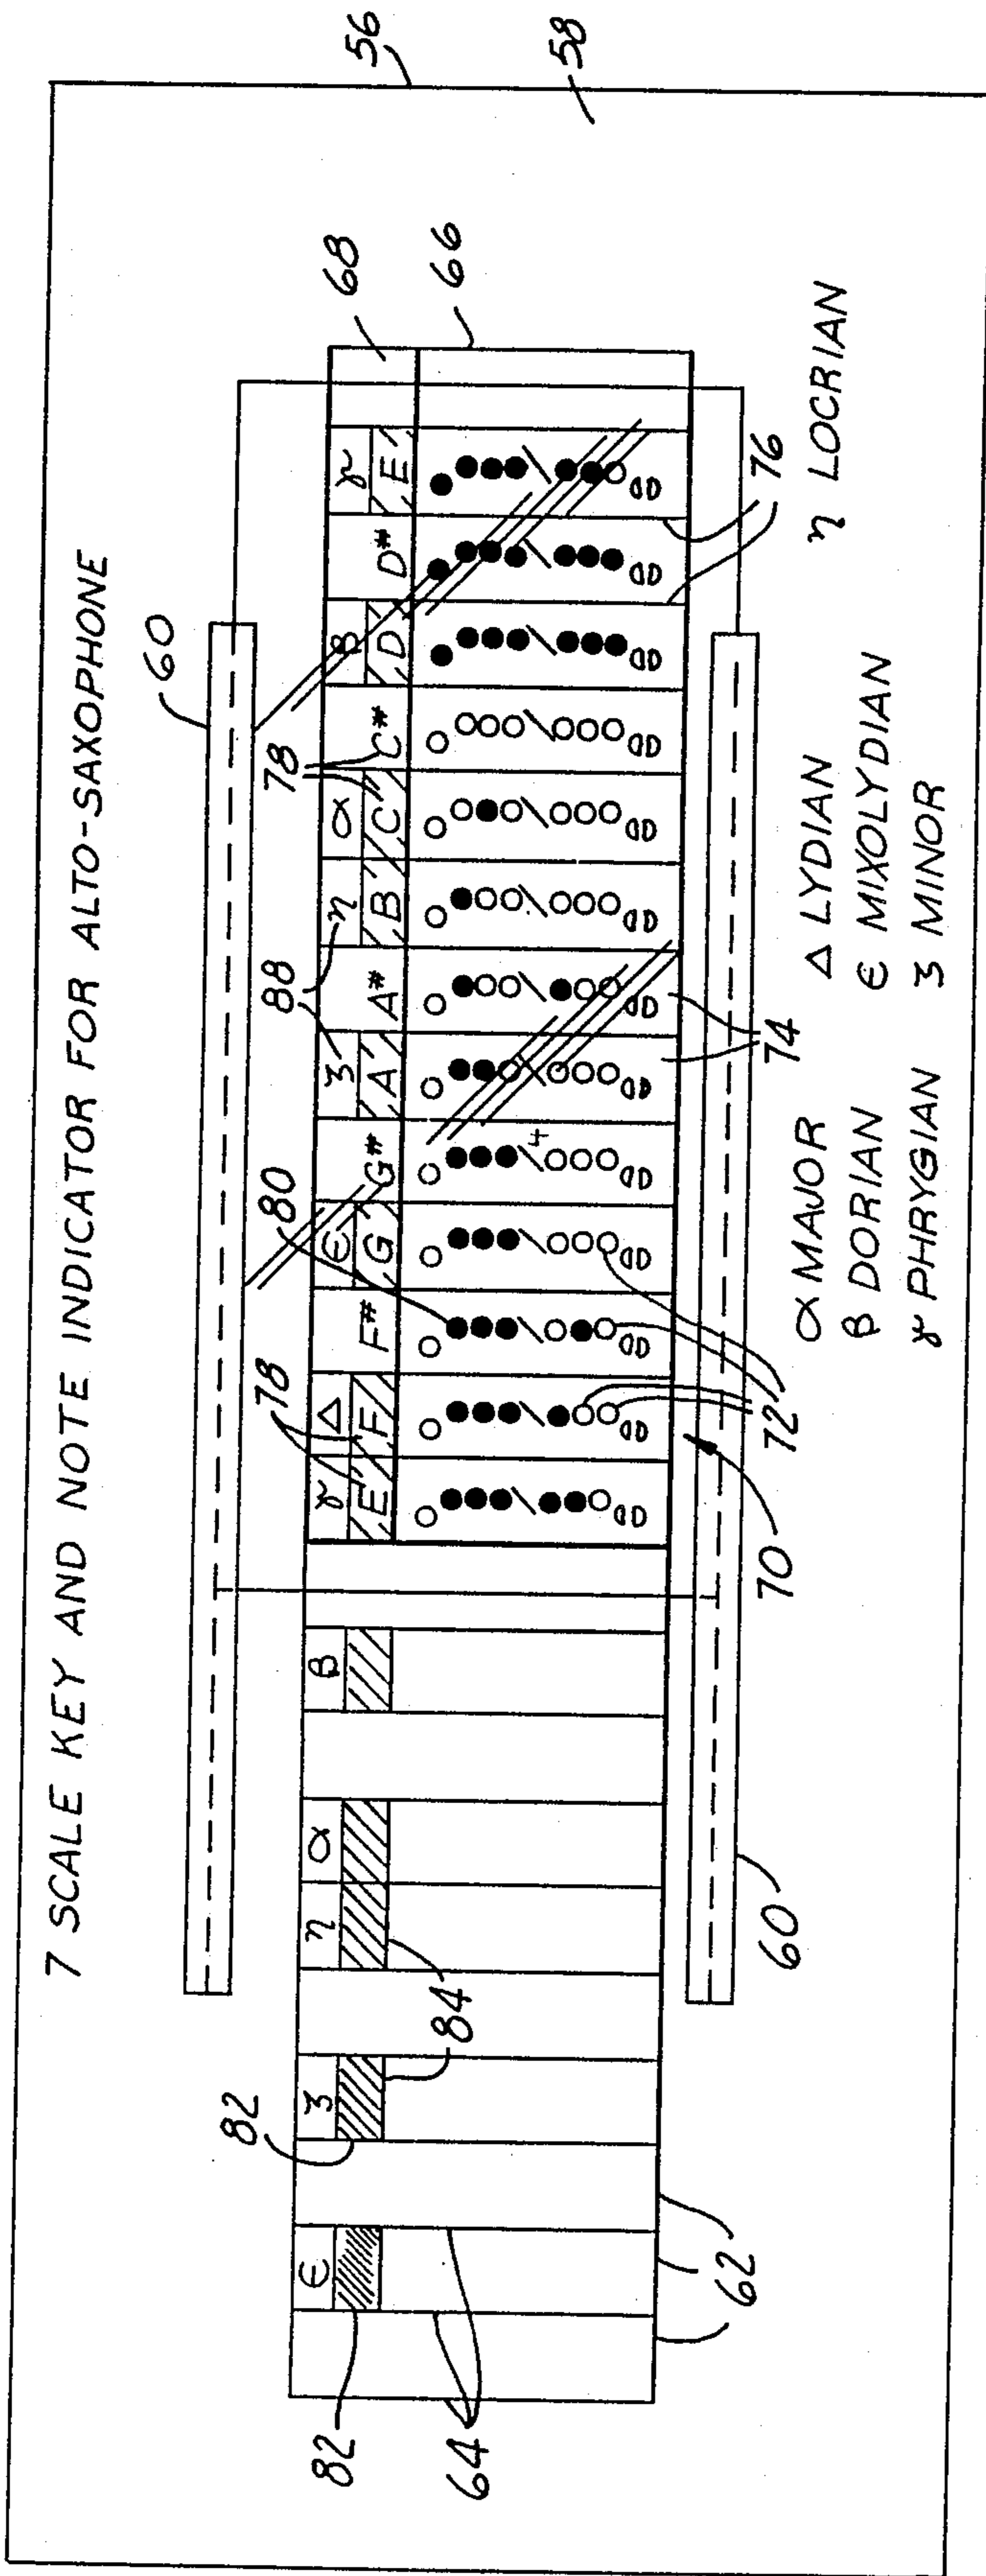 7 SCALE KEY AND NOTE INDICATOR FOR ALTO-SAXOPHONE
56
58
60
68
66
78
88
80
78
82
84
82
64
62
ϵ
ʒ
η α
β
γ Δ ϵ ʒ η α β γ
E F F# G G# A A# B C C# D D# E
4
76
74
72
70
60
α MAJOR Δ LYDIAN η LOCRIAN
β DORIAN ϵ MIXOLYDIAN
γ PHRYGIAN ʒ MINOR